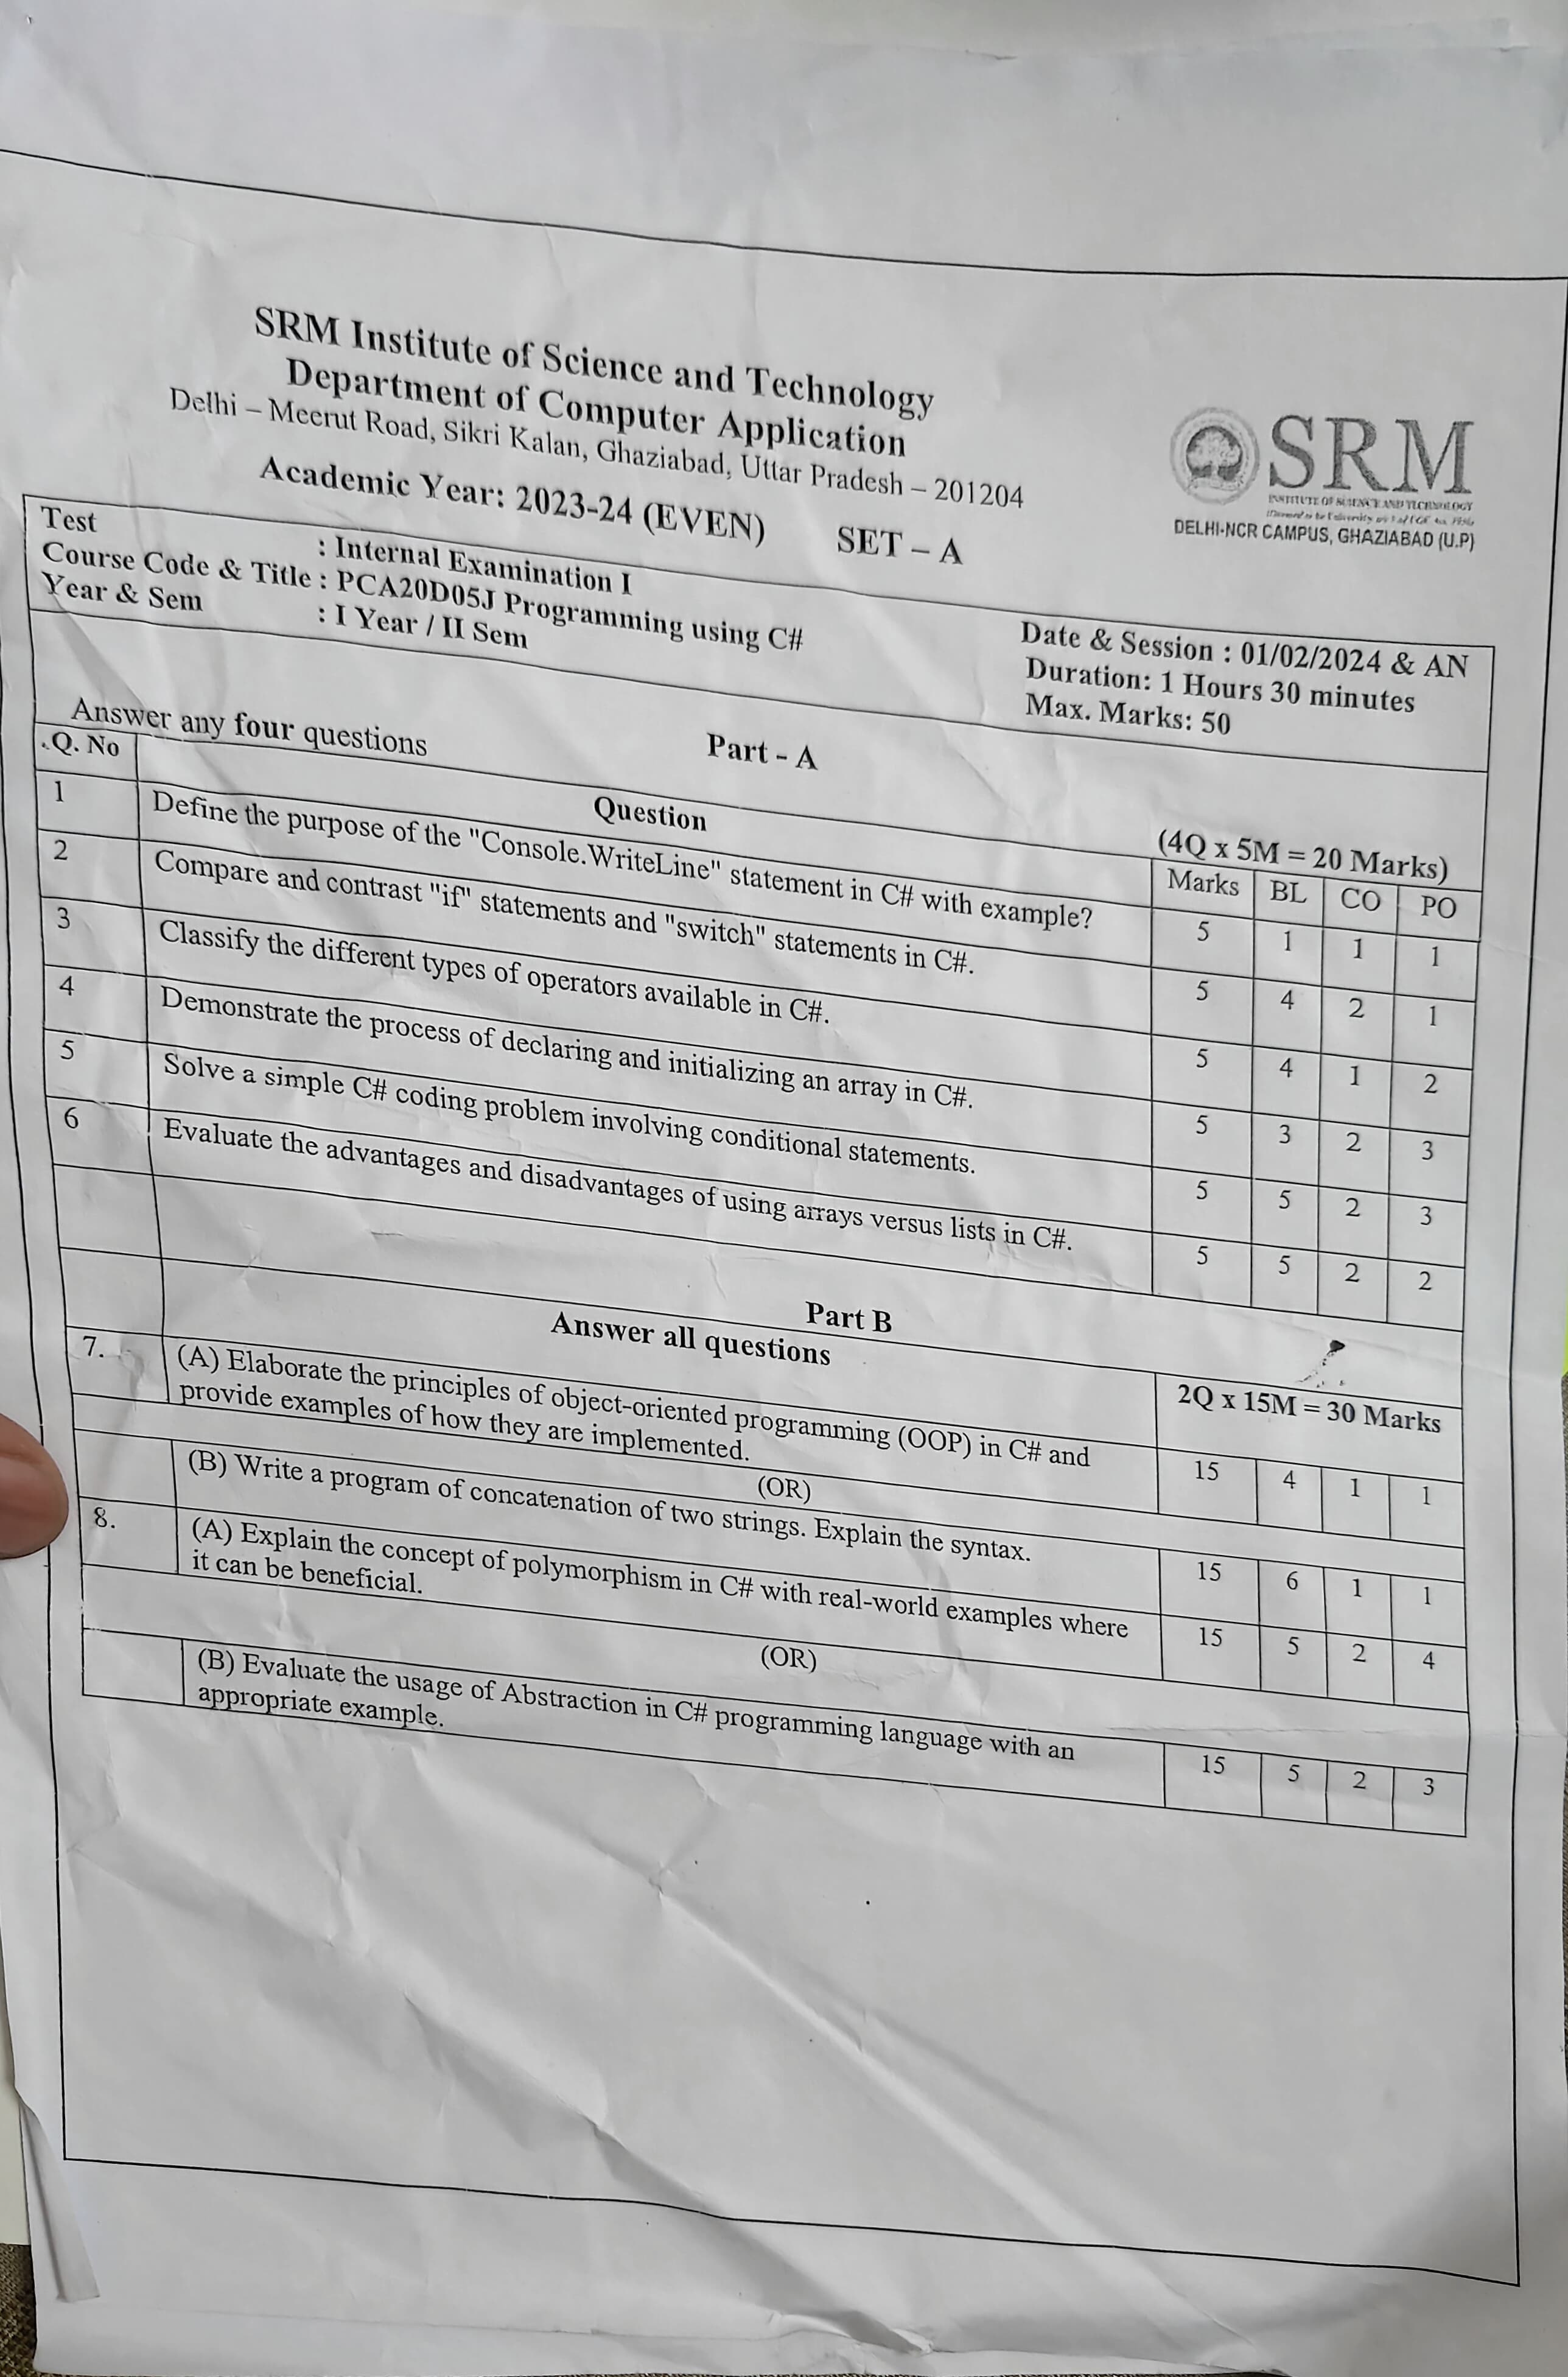 SRM Institute of Science and Technology
Department of Computer Application
Delhi – Meerut Road, Sikri Kalan, Ghaziabad, Uttar Pradesh – 201204
Academic Year: 2023-24 (EVEN) SET – A
SRM
INSTITUTE OF SCIENCE AND TECHNOLOGY
DELHI-NCR CAMPUS, GHAZIABAD (U.P)
Test : Internal Examination I
Course Code & Title : PCA20D05J Programming using C#
Year & Sem : I Year / II Sem
Date & Session : 01/02/2024 & AN
Duration: 1 Hours 30 minutes
Max. Marks: 50
Part - A
Answer any four questions (4Q x 5M = 20 Marks)
Q. No Question Marks BL CO PO
1 Define the purpose of the "Console.WriteLine" statement in C# with example? 5 1 1 1
2 Compare and contrast "if" statements and "switch" statements in C#. 5 4 2 1
3 Classify the different types of operators available in C#. 5 4 1 2
4 Demonstrate the process of declaring and initializing an array in C#. 5 3 2 3
5 Solve a simple C# coding problem involving conditional statements. 5 5 2 3
6 Evaluate the advantages and disadvantages of using arrays versus lists in C#. 5 5 2 2
Part B
Answer all questions 2Q x 15M = 30 Marks
7. (A) Elaborate the principles of object-oriented programming (OOP) in C# and 15 4 1 1
provide examples of how they are implemented.
(OR)
(B) Write a program of concatenation of two strings. Explain the syntax. 15 6 1 1
8. (A) Explain the concept of polymorphism in C# with real-world examples where 15 5 2 4
it can be beneficial.
(OR)
(B) Evaluate the usage of Abstraction in C# programming language with an 15 5 2 3
appropriate example.